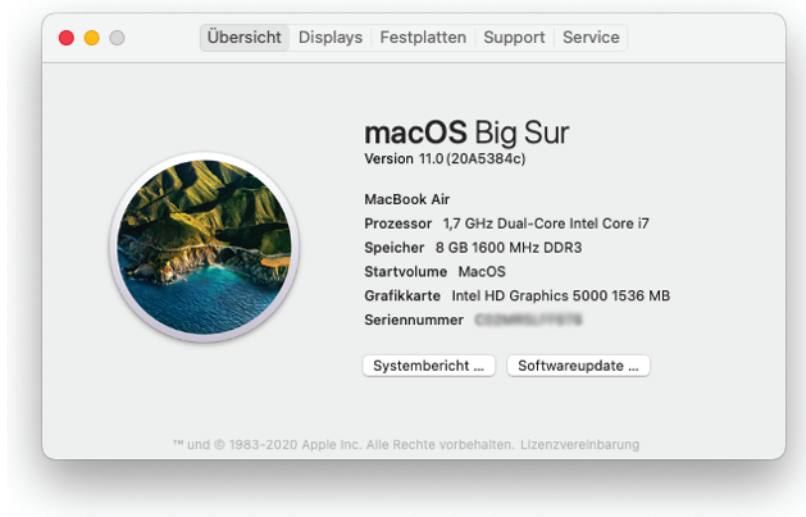 Übersicht Displays Festplatten Support Service
macOS Big Sur
Version 11.0 (20A5384c)
MacBook Air
Prozessor 1,7 GHz Dual-Core Intel Core i7
Speicher 8 GB 1600 MHz DDR3
Startvolume MacOS
Grafikkarte Intel HD Graphics 5000 1536 MB
Seriennummer
Systembericht ... Softwareupdate ...
™ und © 1983-2020 Apple Inc. Alle Rechte vorbehalten. Lizenzvereinbarung